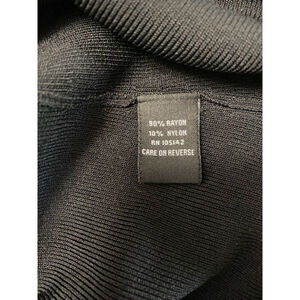 90% RAYON
10% NYLON
RN 105142
CARE ON REVERSE